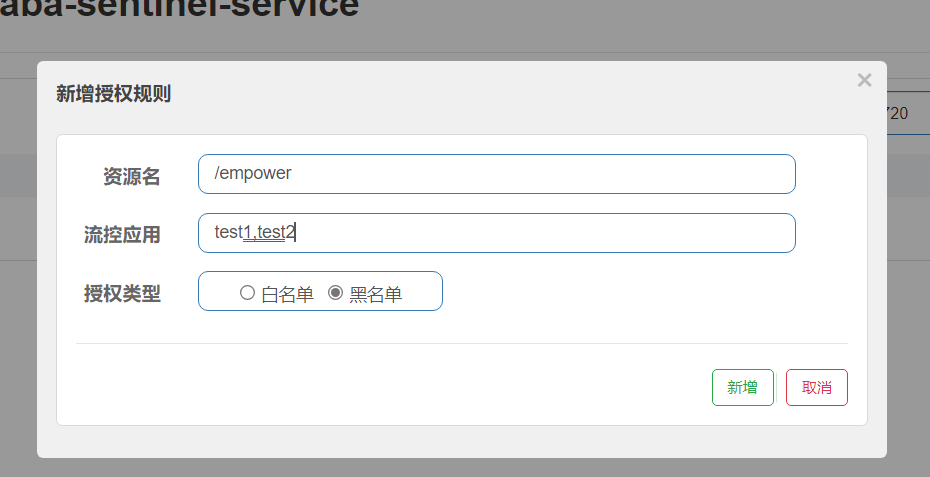 aba-sentinel-service
新增授权规则
×
720
资源名 /empower
流控应用 test1,test2
授权类型 白名单 黑名单
新增 取消